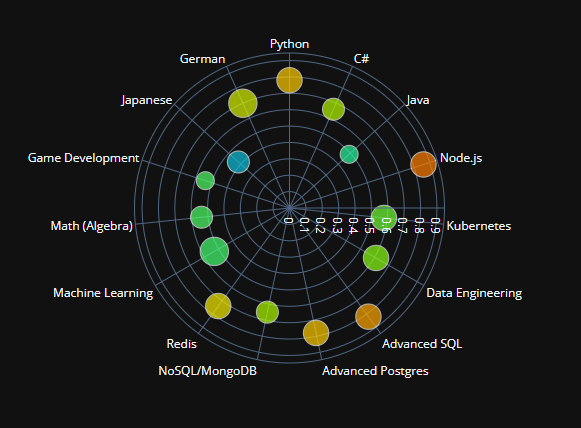 Python
German
C#
Japanese
Java
Game Development
Node.js
Math (Algebra)
Kubernetes
0
0.1
0.2
0.3
0.4
0.5
0.6
0.7
0.8
0.9
Machine Learning
Data Engineering
Redis
Advanced SQL
NoSQL/MongoDB
Advanced Postgres